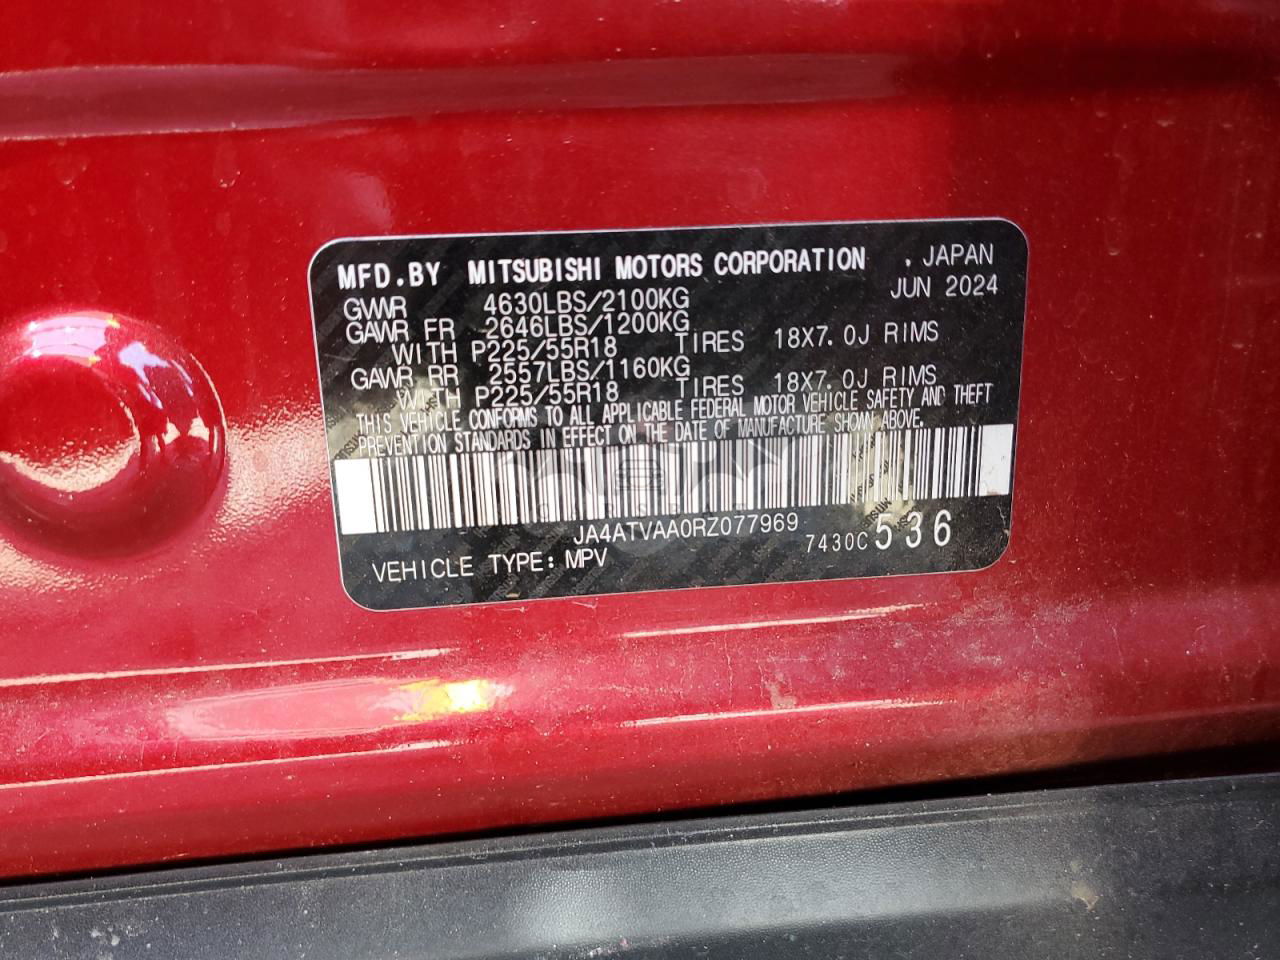 MFD.BY MITSUBISHI MOTORS CORPORATION , JAPAN
JUN 2024
GVWR 4630LBS/2100KG
GAWR FR 2646LBS/1200KG
WITH P225/55R18 TIRES 18X7.0J RIMS
GAWR RR 2557LBS/1160KG
WITH P225/55R18 TIRES 18X7.0J RIMS
THIS VEHICLE CONFORMS TO ALL APPLICABLE FEDERAL MOTOR VEHICLE SAFETY AND THEFT
PREVENTION STANDARDS IN EFFECT ON THE DATE OF MANUFACTURE SHOWN ABOVE.
JA4ATVAA0RZ077969
7430C 536
VEHICLE TYPE: MPV